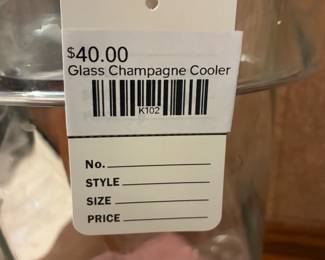 $40.00
Glass Champagne Cooler
K102
No.
STYLE
SIZE
PRICE